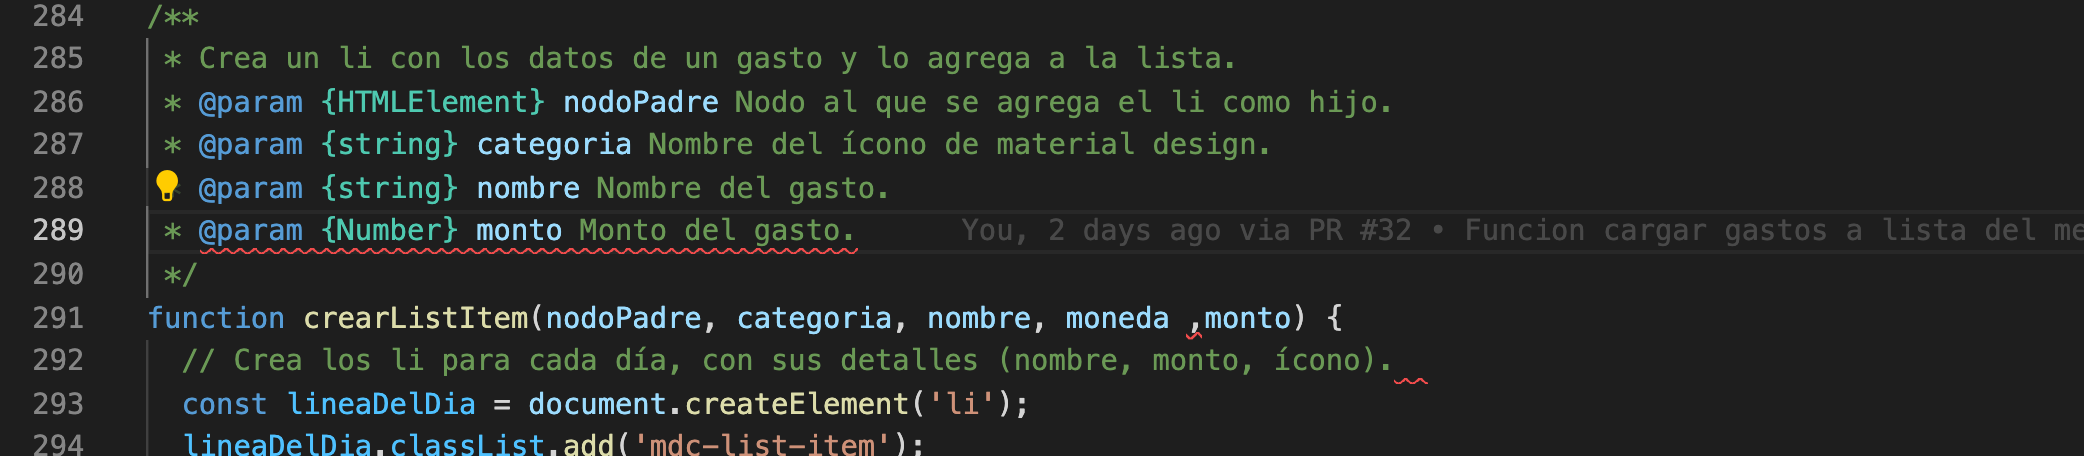 284 /**
285 * Crea un li con los datos de un gasto y lo agrega a la lista.
286 * @param {HTMLElement} nodoPadre Nodo al que se agrega el li como hijo.
287 * @param {string} categoria Nombre del ícono de material design.
288 @param {string} nombre Nombre del gasto.
289 * @param {Number} monto Monto del gasto. You, 2 days ago via PR #32 • Funcion cargar gastos a lista del me
290 */
291 function crearListItem(nodoPadre, categoria, nombre, moneda ,monto) {
292 // Crea los li para cada día, con sus detalles (nombre, monto, ícono).
293 const lineaDelDia = document.createElement('li');
294 lineaDelDia.classList.add('mdc-list-item');